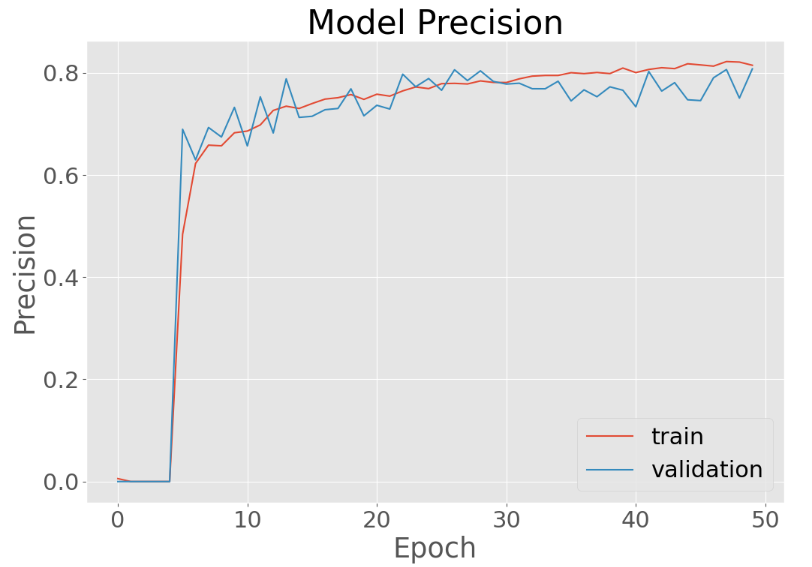 Model Precision
0.8
0.6
0.4
0.2
0.0
Precision
train
validation
0 10 20 30 40 50
Epoch